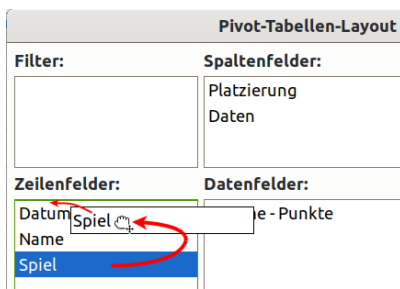 Pivot-Tabellen-Layout
Filter:
Spaltenfelder:
Platzierung
Daten
Zeilenfelder:
Datenfelder:
Datum
Spiel
- Punkte
Name
Spiel